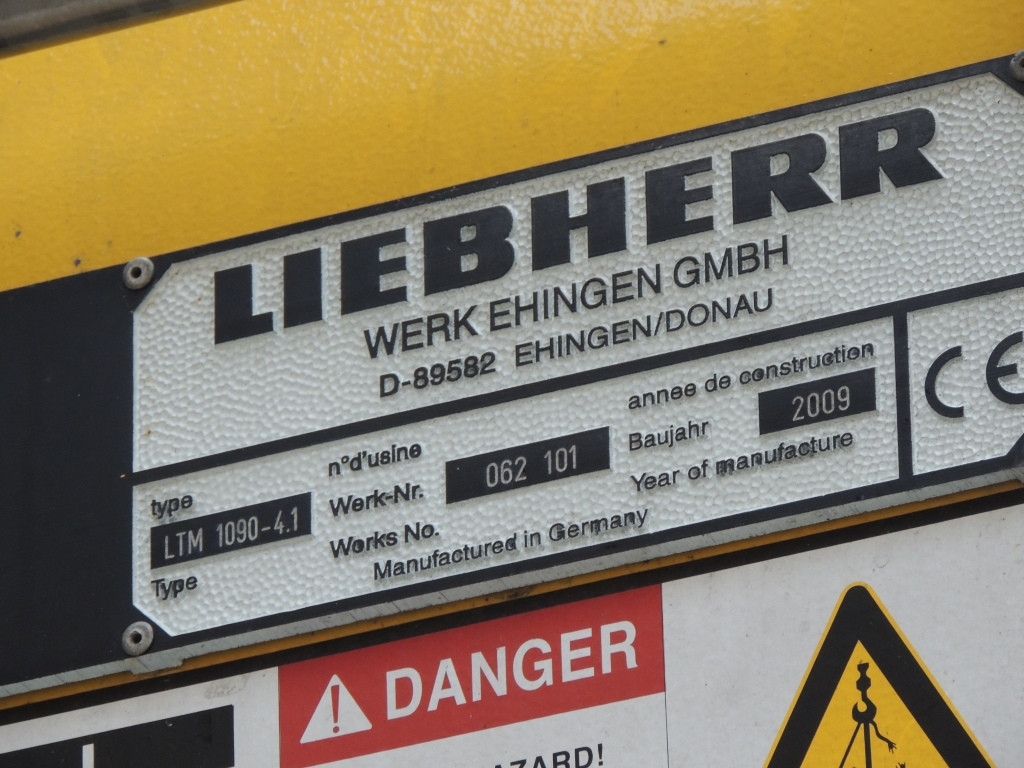 LIEBHERR
WERK EHINGEN GMBH
D-89582 EHINGEN/DONAU
type
LTM 1090-4.1
Type
n°d'usine
Werk-Nr.
Works No.
062 101
annee de construction
Baujahr
2009
Year of manufacture
Manufactured in Germany
CE
DANGER